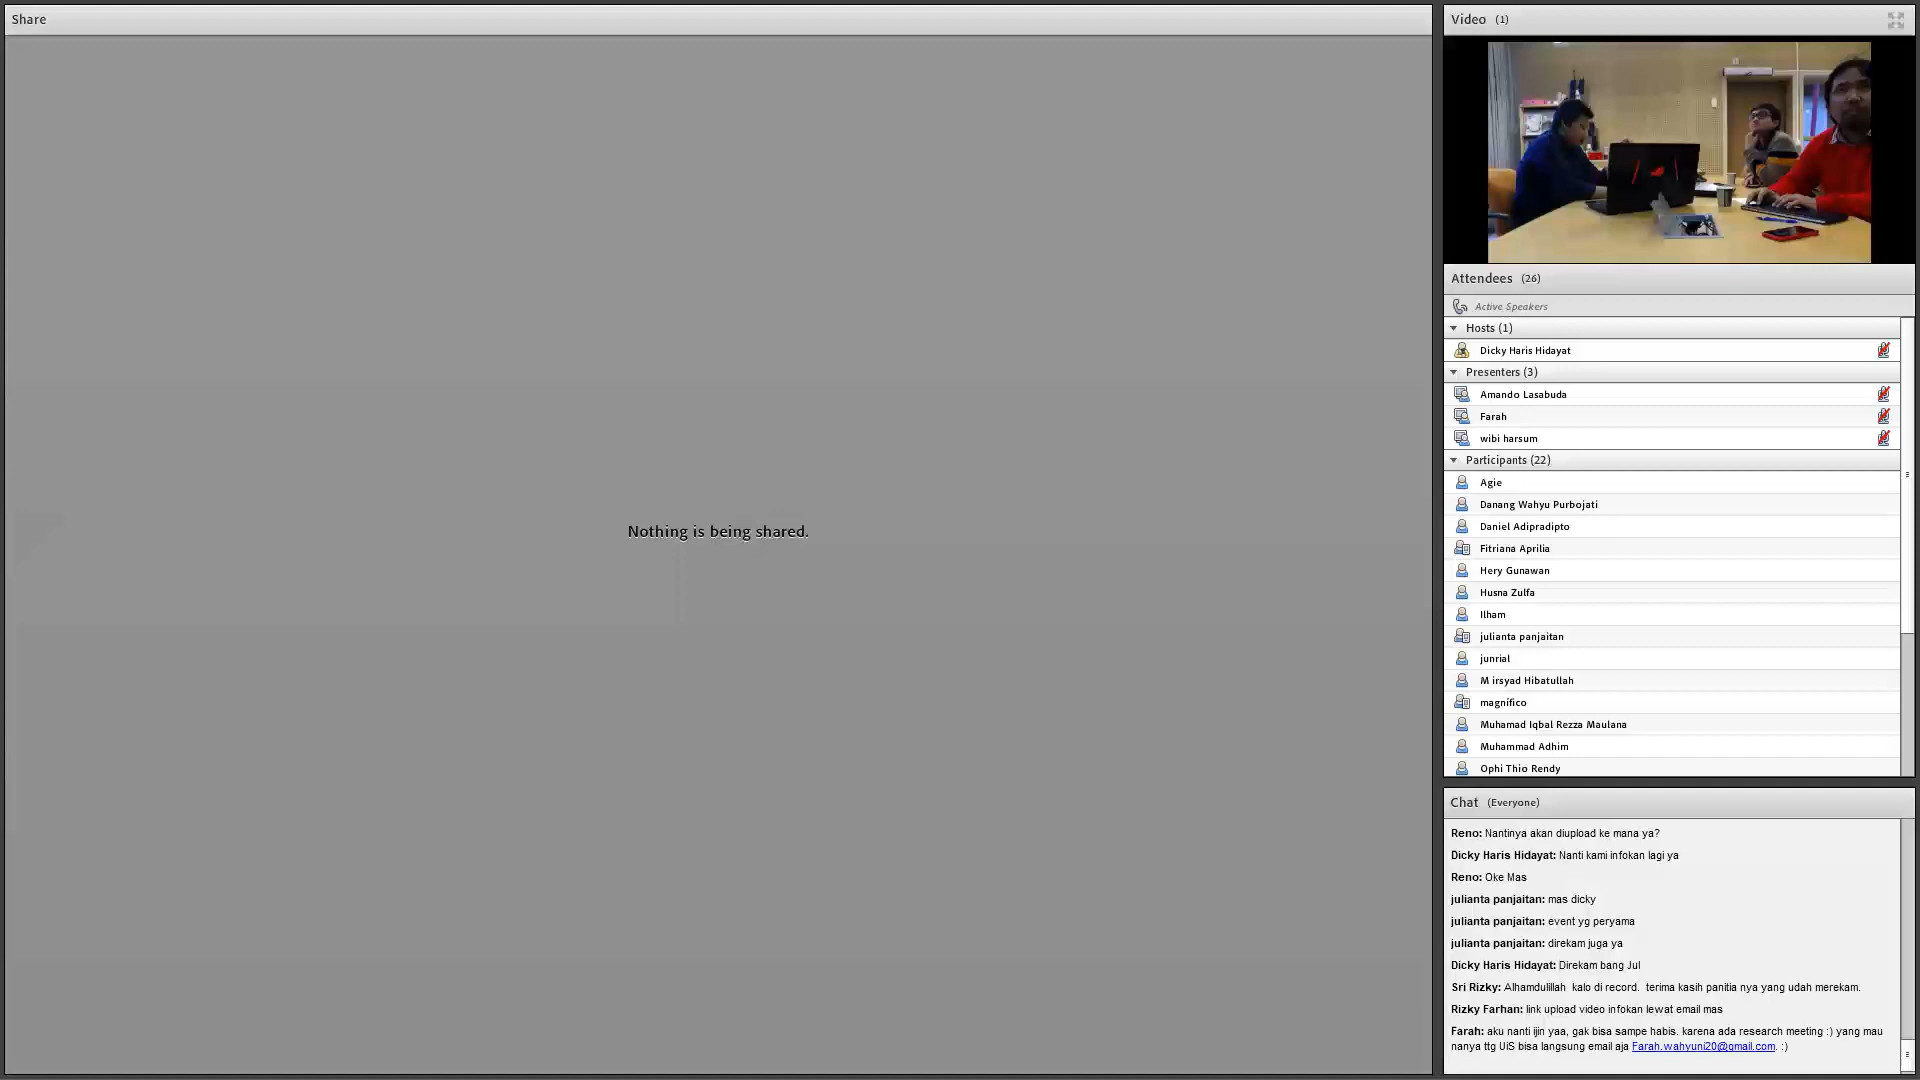 Share
Nothing is being shared.
Video (1)
Attendees (26)
Active Speakers
Hosts (1)
Dicky Haris Hidayat
Presenters (3)
Amando Lasabuda
Farah
wibi harsum
Participants (22)
Agie
Danang Wahyu Purbojati
Daniel Adipradipto
Fitriana Aprilia
Hery Gunawan
Husna Zulfa
Ilham
julianta panjaitan
junrial
M irsyad Hibatullah
magnífico
Muhamad Iqbal Rezza Maulana
Muhammad Adhim
Ophi Thio Rendy
Chat (Everyone)
Reno: Nantinya akan diupload ke mana ya?
Dicky Haris Hidayat: Nanti kami infokan lagi ya
Reno: Oke Mas
julianta panjaitan: mas dicky
julianta panjaitan: event yg peryama
julianta panjaitan: direkam juga ya
Dicky Haris Hidayat: Direkam bang Jul
Sri Rizky: Alhamdulillah kalo di record. terima kasih panitia nya yang udah merekam.
Rizky Farhan: link upload video infokan lewat email mas
Farah: aku nanti ijin yaa, gak bisa sampe habis. karena ada research meeting :) yang mau
nanya ttg UiS bisa langsung email aja Farah.wahyuni20@gmail.com. :)